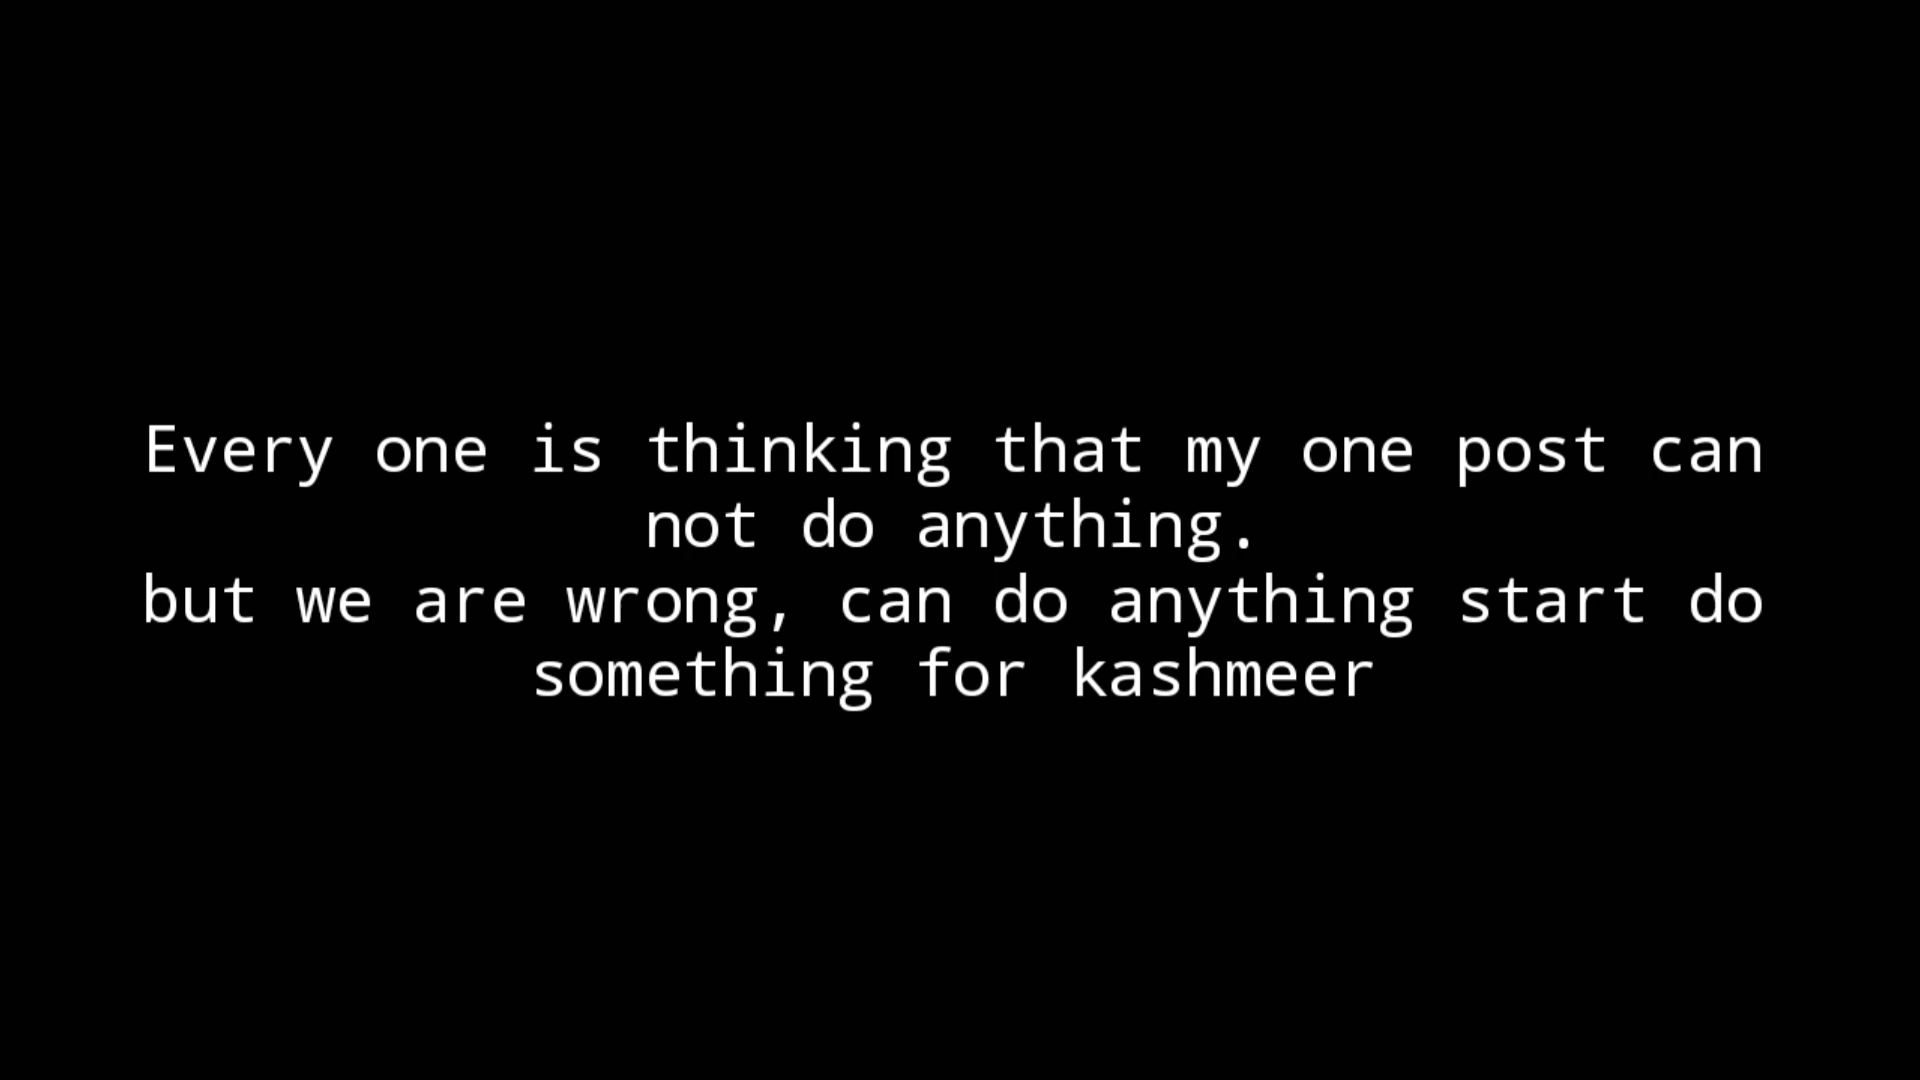 Every one is thinking that my one post can
not do anything.
but we are wrong, can do anything start do
something for kashmeer